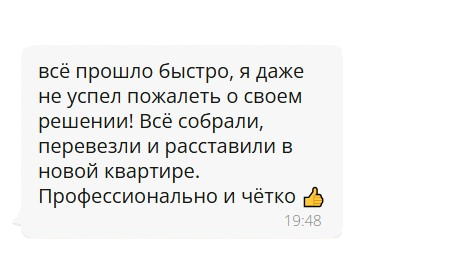 всё прошло быстро, я даже
не успел пожалеть о своем
решении! Всё собрали,
перевезли и расставили в
новой квартире.
Профессионально и чётко 👍
19:48